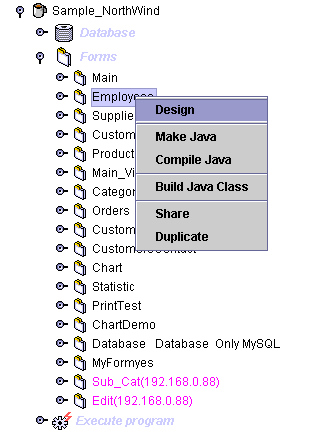 Sample_NorthWind
Database
Forms
Main
Employees
Design
Supplie
Custom
Make Java
Product
Compile Java
Main_Vi
Categor
Build Java Class
Orders
Share
Custom
Duplicate
Chart
Statistic
PrintTest
ChartDemo
Database Database Only MySQL
MyFormyes
Sub_Cat(192.168.0.88)
Edit(192.168.0.88)
Execute program